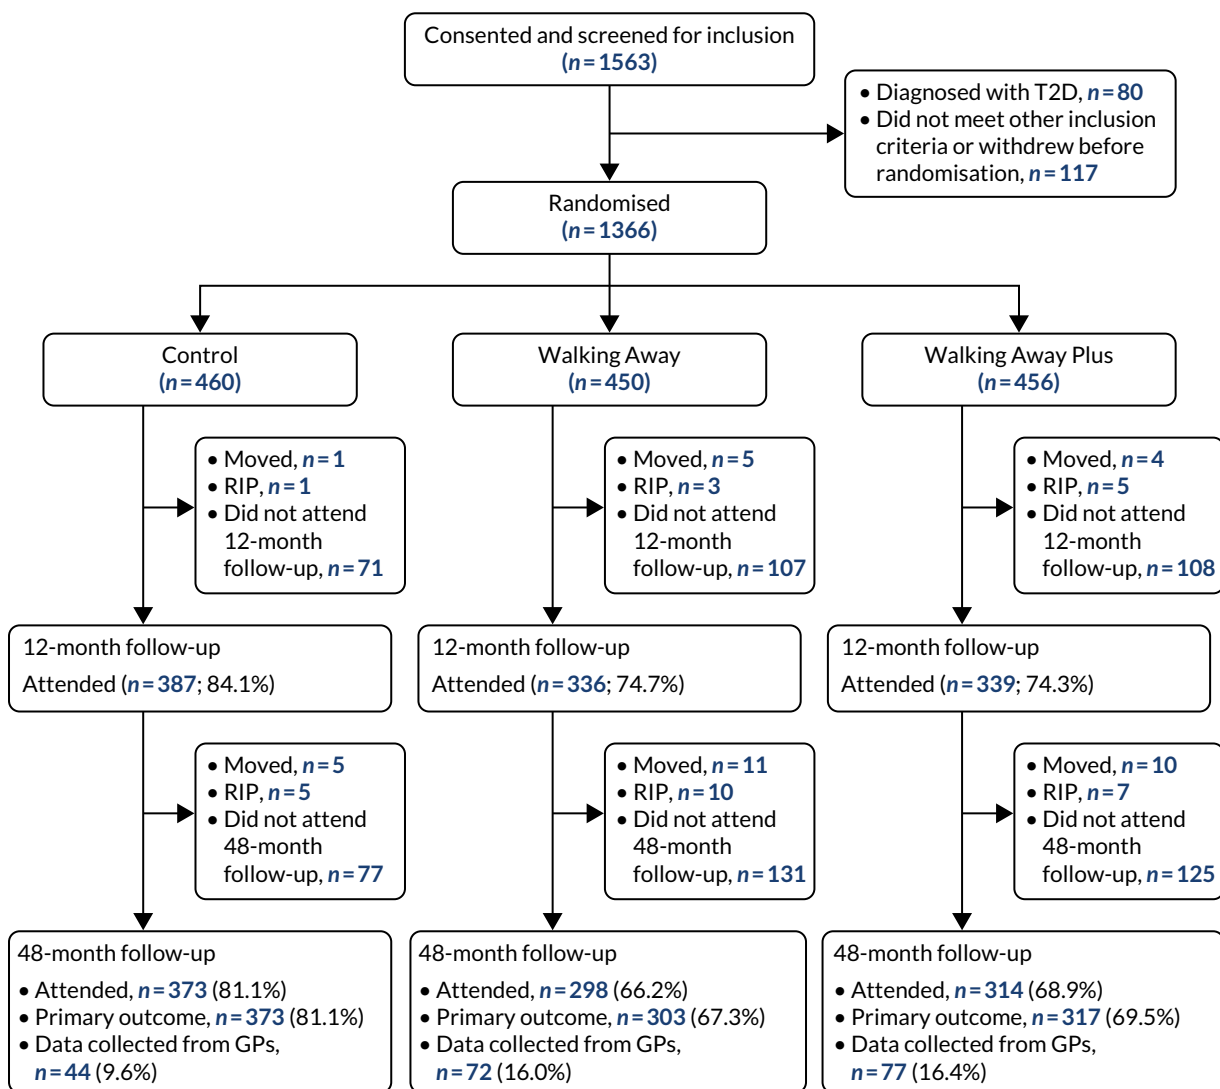 Consented and screened for inclusion
(n=1563)
• Diagnosed with T2D, n=80
• Did not meet other inclusion
criteria or withdrew before
randomisation, n=117
Randomised
(n=1366)
Control
(n=460)
Walking Away
(n=450)
Walking Away Plus
(n=456)
• Moved, n=1
• RIP, n=1
• Did not attend
12-month
follow-up, n=71
• Moved, n=5
• RIP, n=3
• Did not attend
12-month
follow-up, n=107
• Moved, n=4
• RIP, n=5
• Did not attend
12-month
follow-up, n=108
12-month follow-up
Attended (n=387; 84.1%)
12-month follow-up
Attended (n=336; 74.7%)
12-month follow-up
Attended (n=339; 74.3%)
• Moved, n=5
• RIP, n=5
• Did not attend
48-month
follow-up, n=77
• Moved, n=11
• RIP, n=10
• Did not attend
48-month
follow-up, n=131
• Moved, n=10
• RIP, n=7
• Did not attend
48-month
follow-up, n=125
48-month follow-up
• Attended, n=373 (81.1%)
• Primary outcome, n=373 (81.1%)
• Data collected from GPs,
n=44 (9.6%)
48-month follow-up
• Attended, n=298 (66.2%)
• Primary outcome, n=303 (67.3%)
• Data collected from GPs,
n=72 (16.0%)
48-month follow-up
• Attended, n=314 (68.9%)
• Primary outcome, n=317 (69.5%)
• Data collected from GPs,
n=77 (16.4%)